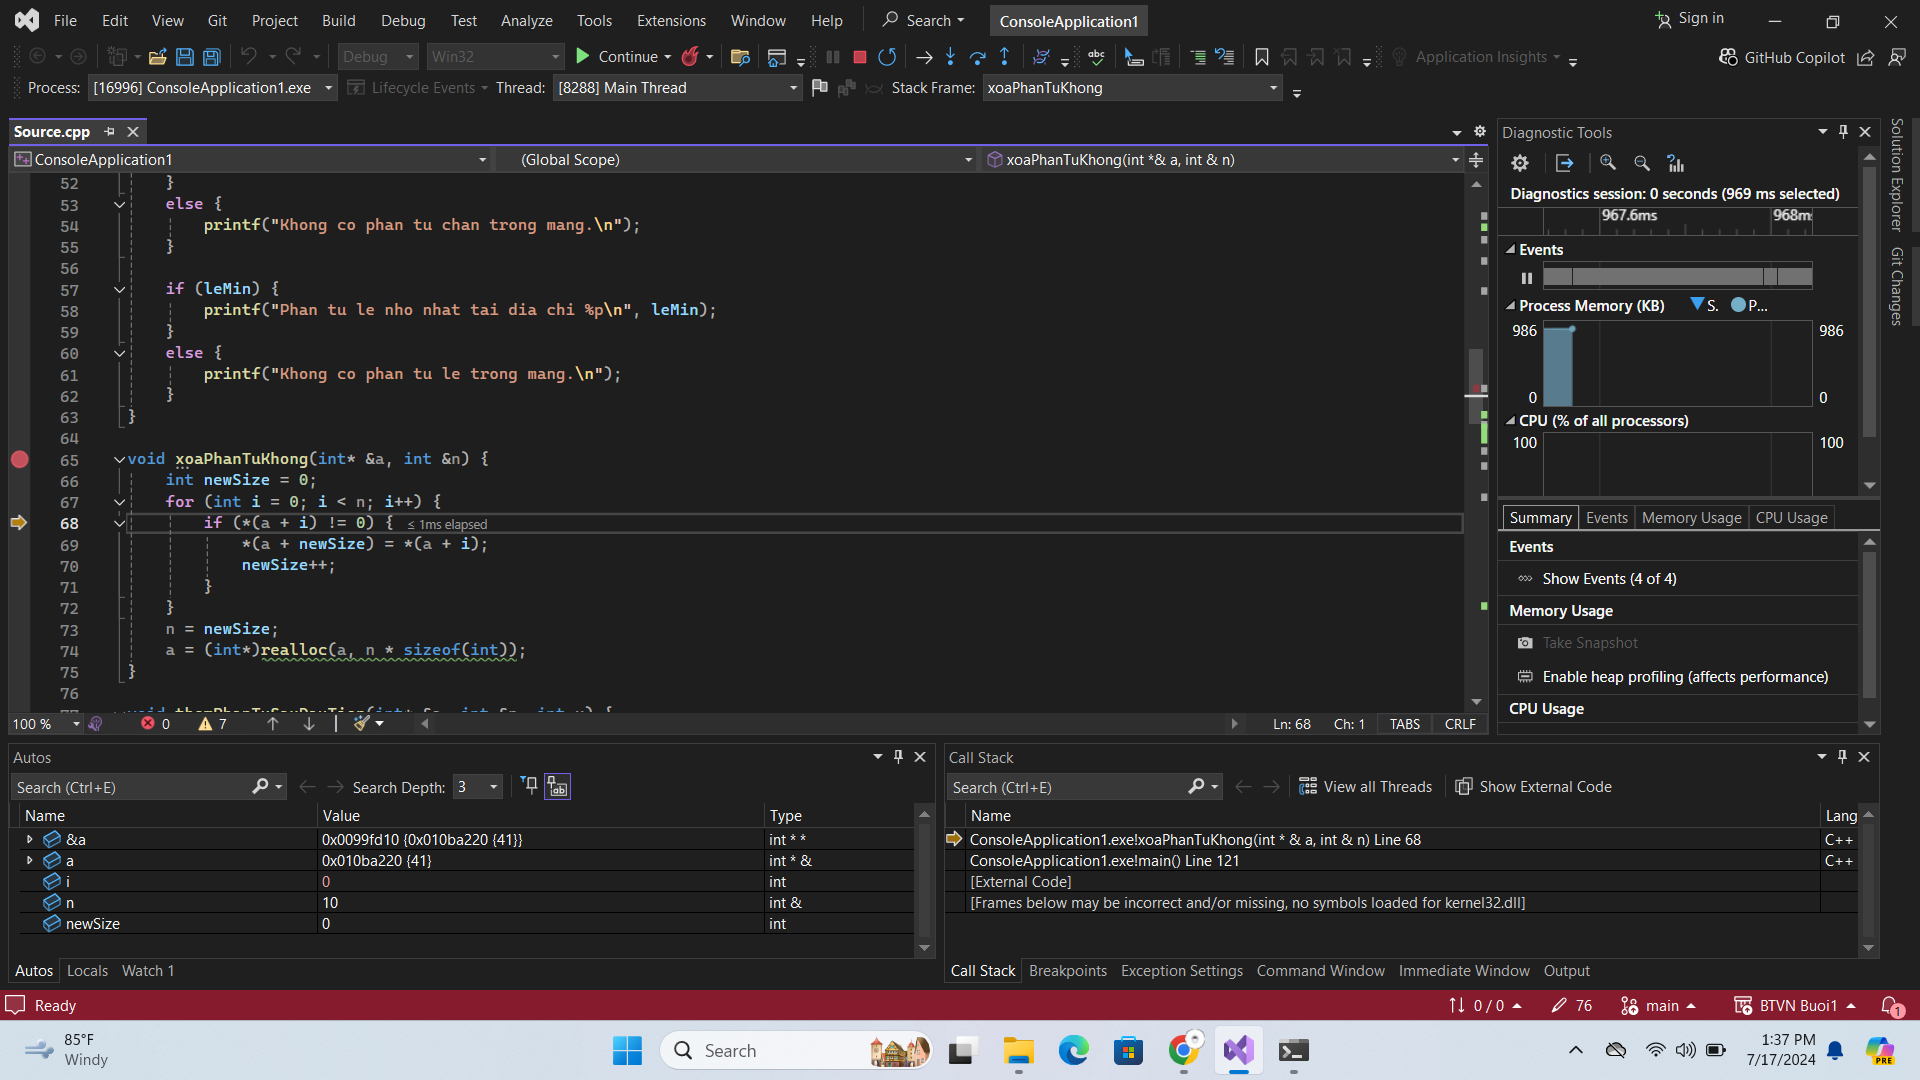 File Edit View Git Project Build Debug Test Analyze Tools Extensions Window Help Search ConsoleApplication1 Sign in
Debug Win32 Continue Application Insights GitHub Copilot
Process: [16996] ConsoleApplication1.exe Lifecycle Events Thread: [8288] Main Thread Stack Frame: xoaPhanTuKhong
Source.cpp
ConsoleApplication1 (Global Scope) xoaPhanTuKhong(int *& a, int & n)
52 }
53 else {
54 printf("Khong co phan tu chan trong mang.\n");
55 }
56
57 if (leMin) {
58 printf("Phan tu le nho nhat tai dia chi %p\n", leMin);
59 }
60 else {
61 printf("Khong co phan tu le trong mang.\n");
62 }
63 }
64
65 void xoaPhanTuKhong(int* &a, int &n) {
66 int newSize = 0;
67 for (int i = 0; i < n; i++) {
68 if (*(a + i) != 0) { ≤ 1ms elapsed
69 *(a + newSize) = *(a + i);
70 newSize++;
71 }
72 }
73 n = newSize;
74 a = (int*)realloc(a, n * sizeof(int));
75 }
76
100 % 0 7 Ln: 68 Ch: 1 TABS CRLF
Diagnostic Tools
Diagnostics session: 0 seconds (969 ms selected)
967.6ms 968m
Events
Process Memory (KB) S. P...
986 986
0 0
CPU (% of all processors)
100 100
Summary Events Memory Usage CPU Usage
Events
Show Events (4 of 4)
Memory Usage
Take Snapshot
Enable heap profiling (affects performance)
CPU Usage
Solution Explorer
Git Changes
Autos
Search (Ctrl+E) Search Depth: 3
Name Value Type
&a 0x0099fd10 {0x010ba220 {41}} int * *
a 0x010ba220 {41} int * &
i 0 int
n 10 int &
newSize 0 int
Autos Locals Watch 1
Call Stack
Search (Ctrl+E) View all Threads Show External Code
Name Lang
ConsoleApplication1.exe!xoaPhanTuKhong(int * & a, int & n) Line 68 C++
ConsoleApplication1.exe!main() Line 121 C++
[External Code]
[Frames below may be incorrect and/or missing, no symbols loaded for kernel32.dll]
Call Stack Breakpoints Exception Settings Command Window Immediate Window Output
Ready 0 / 0 76 main BTVN Buoi1 1
85°F
Windy
Search
1:37 PM
7/17/2024
PRE